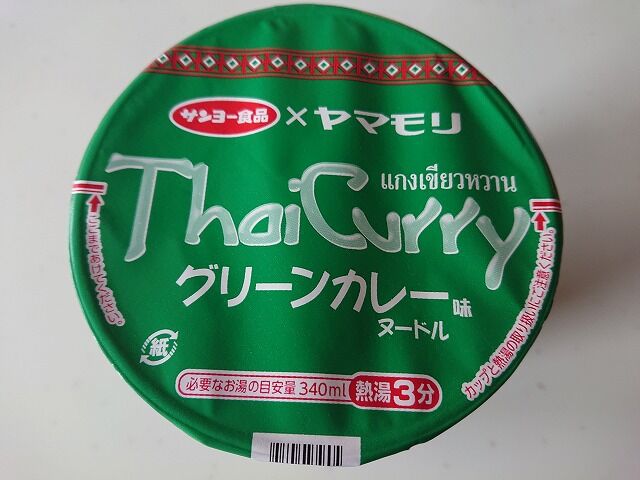 サンヨー食品×ヤマモリ
แกงเขียวหวาน
Thai Curry
グリーンカレー味
ヌードル
ここまであけてください。
カップと熱湯の取り扱いにご注意ください。
紙
必要なお湯の目安量340ml 熱湯3分